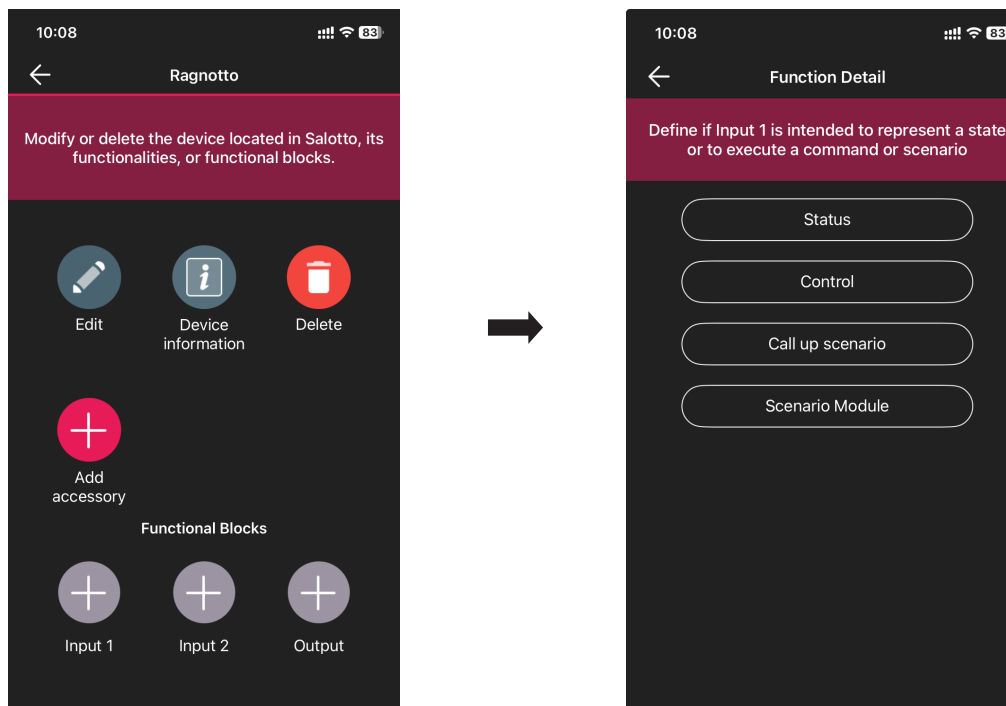 10:08
83
Ragnotto
Modify or delete the device located in Salotto, its
functionalities, or functional blocks.
Edit
Device
information
Delete
Add
accessory
Functional Blocks
Input 1
Input 2
Output
10:08
83
Function Detail
Define if Input 1 is intended to represent a state
or to execute a command or scenario
Status
Control
Call up scenario
Scenario Module